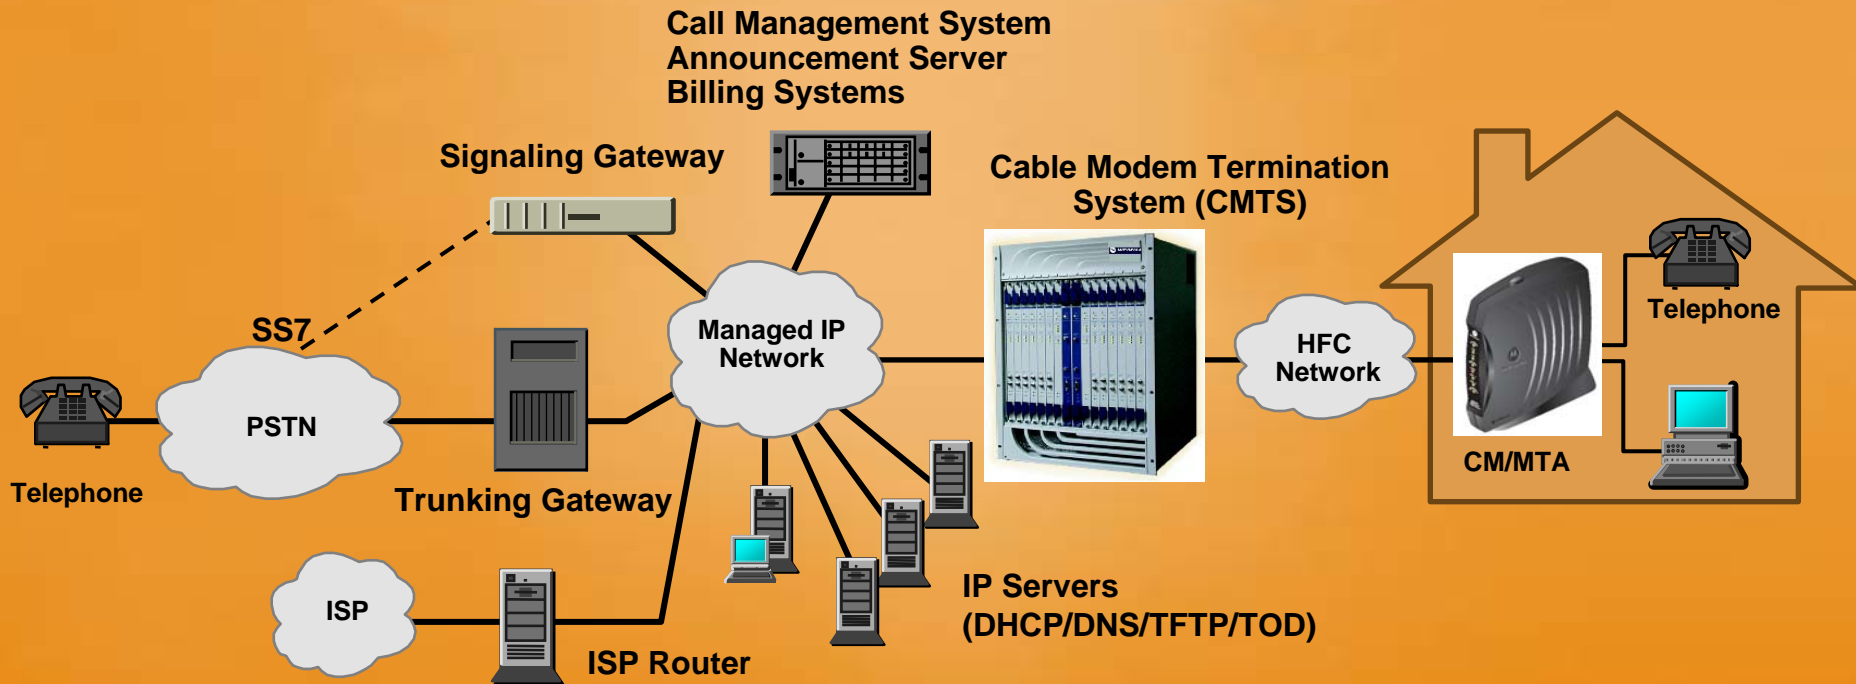 Call Management System
Announcement Server
Billing Systems
Signaling Gateway
Cable Modem Termination
System (CMTS)
SS7
Managed IP
Network
HFC
Network
Telephone
PSTN
Telephone
Trunking Gateway
CM/MTA
ISP
ISP Router
IP Servers
(DHCP/DNS/TFTP/TOD)